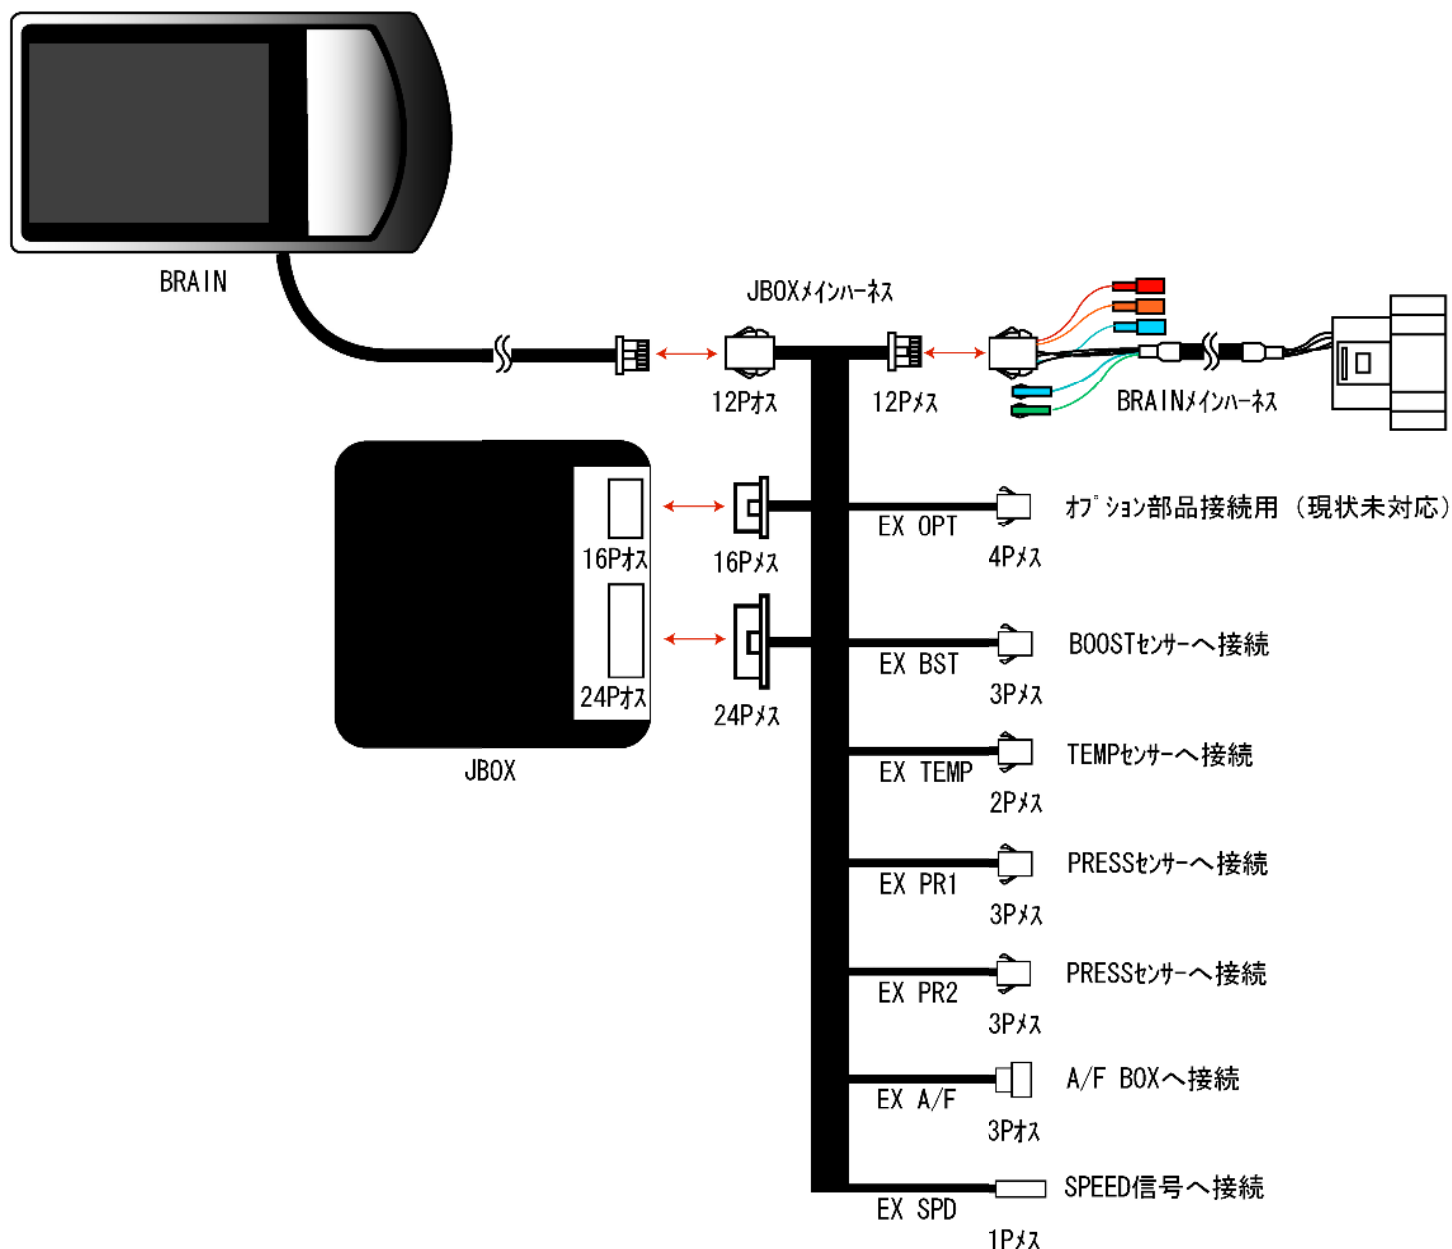 BRAIN
JBOXﾒｲﾝﾊｰﾈｽ
12Pｵｽ
12Pﾒｽ
BRAINﾒｲﾝﾊｰﾈｽ
16Pｵｽ
16Pﾒｽ
EX OPT
4Pﾒｽ
ｵﾌﾟｼｮﾝ部品接続用（現状未対応）
24Pｵｽ
24Pﾒｽ
JBOX
EX BST
3Pﾒｽ
BOOSTｾﾝｻｰへ接続
EX TEMP
2Pﾒｽ
TEMPｾﾝｻｰへ接続
EX PR1
3Pﾒｽ
PRESSｾﾝｻｰへ接続
EX PR2
3Pﾒｽ
PRESSｾﾝｻｰへ接続
EX A/F
3Pｵｽ
A/F BOXへ接続
EX SPD
1Pﾒｽ
SPEED信号へ接続